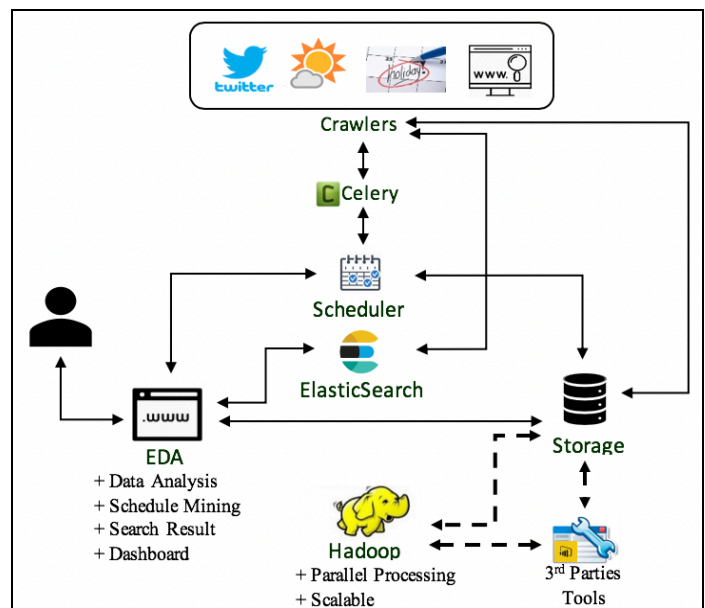 twitter
holiday
www.
Crawlers
C Celery
Scheduler
ElasticSearch
.www
EDA
+ Data Analysis
+ Schedule Mining
+ Search Result
+ Dashboard
Storage
Hadoop
+ Parallel Processing
+ Scalable
3rd Parties
Tools